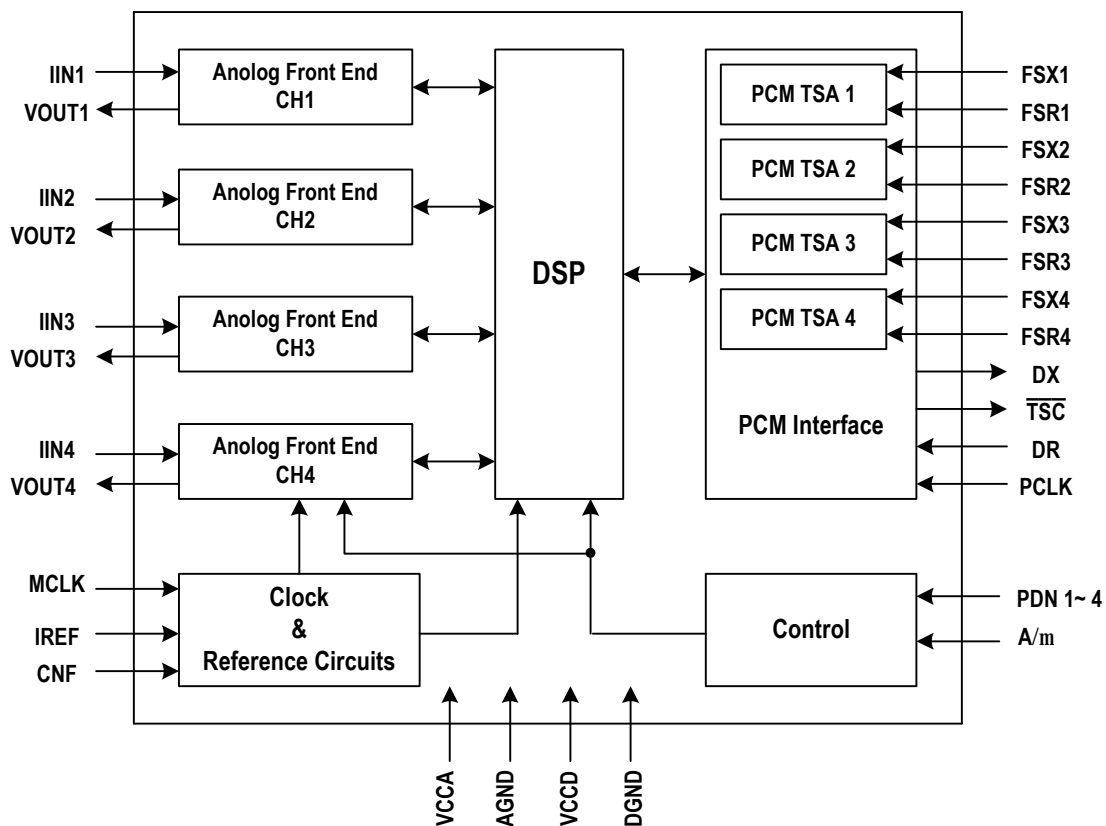 IIN1
VOUT1
IIN2
VOUT2
IIN3
VOUT3
IIN4
VOUT4
MCLK
IREF
CNF
Anolog Front End
CH1
Anolog Front End
CH2
Anolog Front End
CH3
Anolog Front End
CH4
Clock
&
Reference Circuits
DSP
PCM TSA 1
PCM TSA 2
PCM TSA 3
PCM TSA 4
PCM Interface
Control
FSX1
FSR1
FSX2
FSR2
FSX3
FSR3
FSX4
FSR4
DX
T̅S̅C̅
DR
PCLK
PDN 1~ 4
A/m
VCCA
AGND
VCCD
DGND